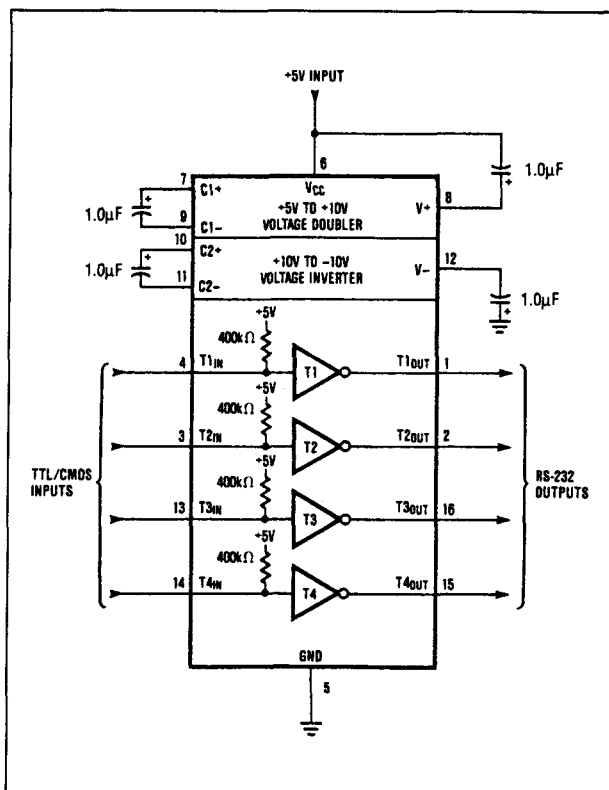 +5V INPUT
6
7
C1+
VCC
8
1.0µF
1.0µF
+5V TO +10V
VOLTAGE DOUBLER
V+
9
C1-
10
C2+
1.0µF
+10V TO -10V
VOLTAGE INVERTER
12
V-
11
C2-
1.0µF
+5V
400kΩ
4
T1IN
T1
T1OUT
1
+5V
400kΩ
3
T2IN
T2
T2OUT
2
TTL/CMOS
INPUTS
RS-232
OUTPUTS
+5V
400kΩ
13
T3IN
T3
T3OUT
16
+5V
400kΩ
14
T4IN
T4
T4OUT
15
GND
5